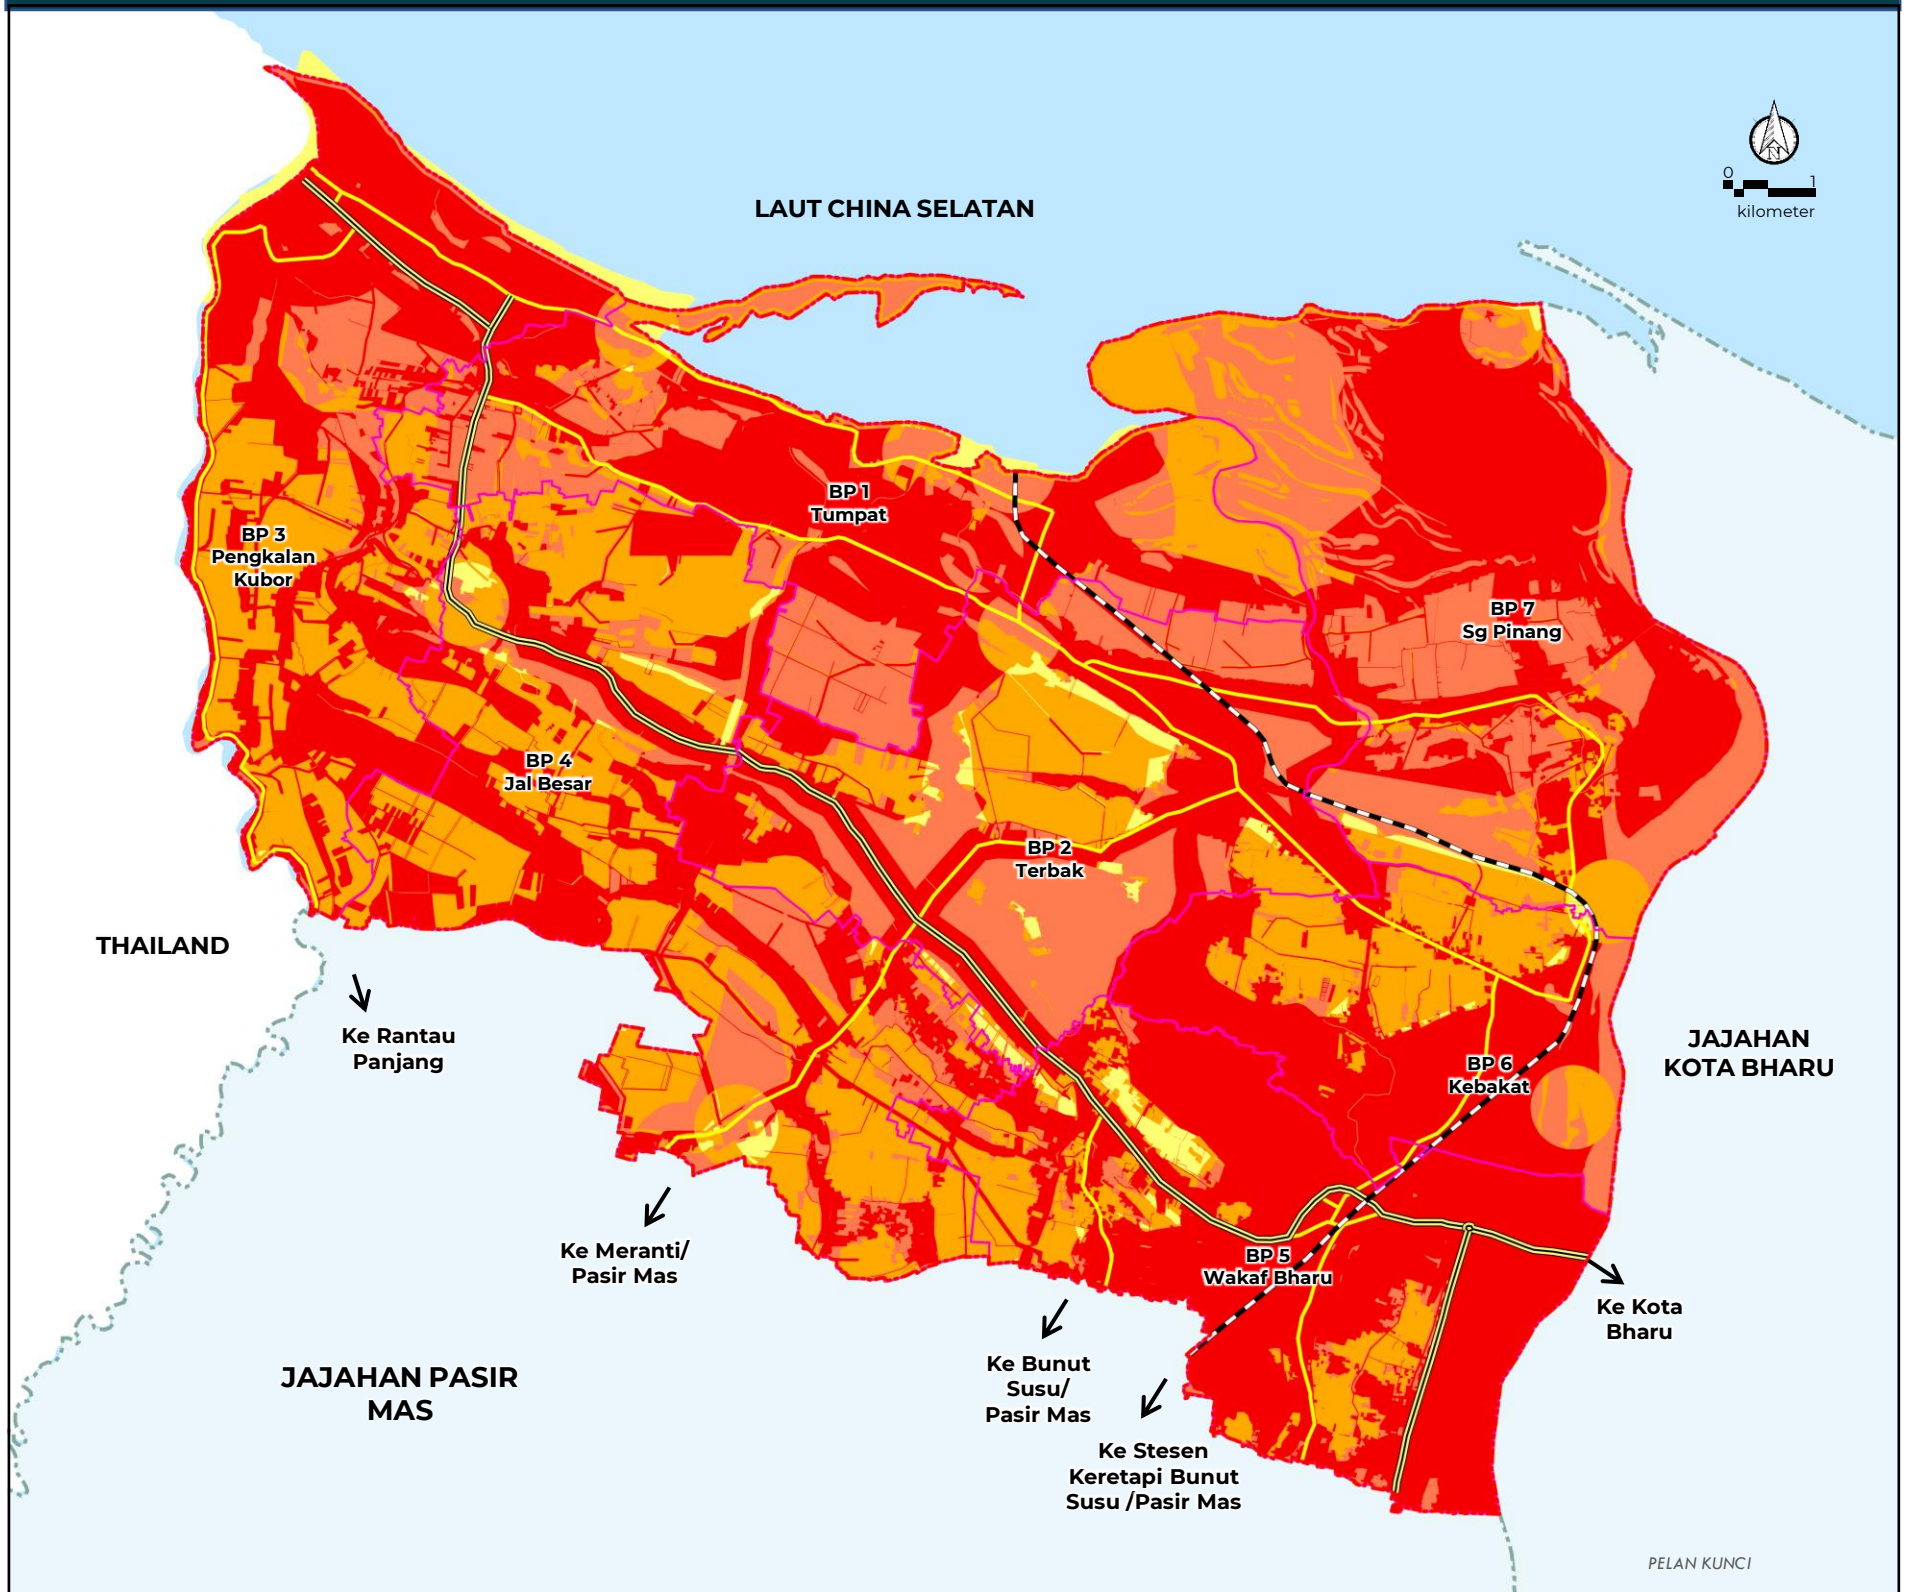 LAUT CHINA SELATAN
N
0 1
kilometer
BP 1
Tumpat
BP 3
Pengkalan
Kubor
BP 7
Sg Pinang
BP 4
Jal Besar
BP 2
Terbak
THAILAND
Ke Rantau
Panjang
JAJAHAN
KOTA BHARU
BP 6
Kebakat
Ke Meranti/
Pasir Mas
BP 5
Wakaf Bharu
Ke Kota
Bharu
JAJAHAN PASIR
MAS
Ke Bunut
Susu/
Pasir Mas
Ke Stesen
Keretapi Bunut
Susu /Pasir Mas
PELAN KUNCI